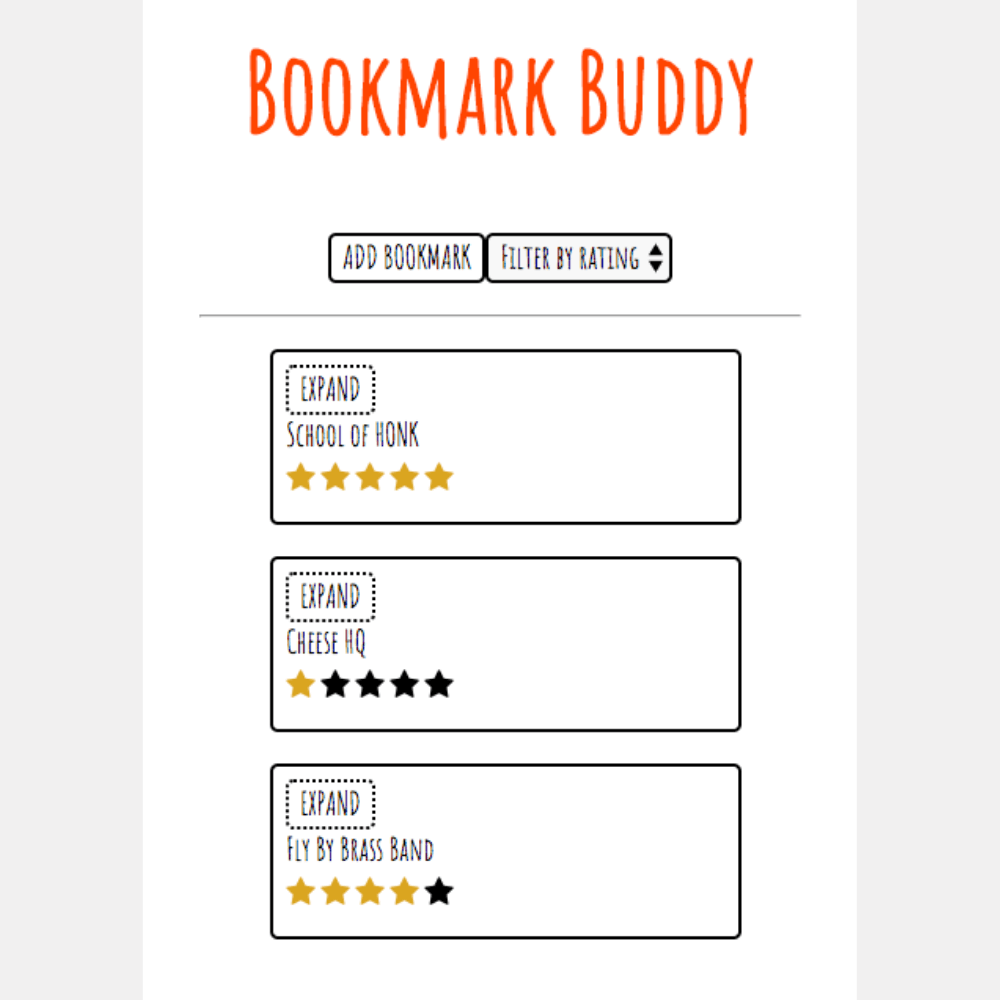 Bookmark Buddy
ADD BOOKMARK Filter by rating
EXPAND
School of HONK
EXPAND
Cheese HQ
EXPAND
Fly By Brass Band